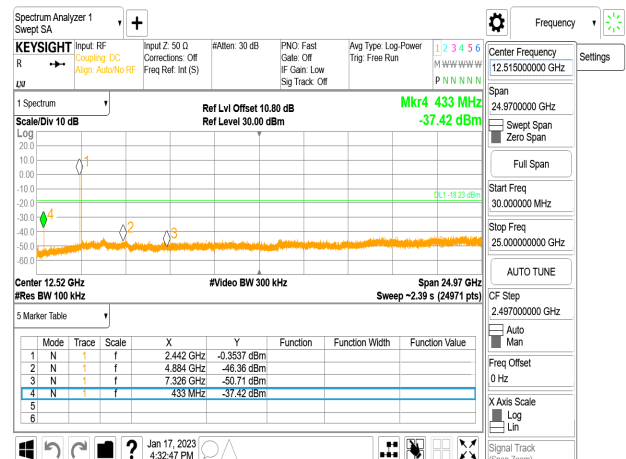 Spectrum Analyzer 1
Swept SA
Frequency
KEYSIGHT Input: RF Input Z: 50 Ω #Atten: 30 dB PNO: Fast Avg Type: Log-Power 1 2 3 4 5 6
R Coupling: DC Corrections: Off Gate: Off Trig: Free Run M W W W W W
Align: Auto/No RF Freq Ref: Int (S) IF Gain: Low
Sig Track: Off P N N N N N
LXI
1 Spectrum
Scale/Div 10 dB
Ref Lvl Offset 10.80 dB
Ref Level 30.00 dBm
Mkr4 433 MHz
-37.42 dBm
Log
20.0
10.0
0.00
-10.0
-20.0
-30.0
-40.0
-50.0
-60.0
1
2
3
4
DL1 -18.23 dBm
Center 12.52 GHz #Video BW 300 kHz Span 24.97 GHz
#Res BW 100 kHz Sweep ~2.39 s (24971 pts)
5 Marker Table
Mode Trace Scale X Y Function Function Width Function Value
1 N 1 f 2.442 GHz -0.3537 dBm
2 N 1 f 4.884 GHz -46.36 dBm
3 N 1 f 7.326 GHz -50.71 dBm
4 N 1 f 433 MHz -37.42 dBm
5
6
?
Jan 17, 2023
4:32:47 PM
Settings
Center Frequency
12.515000000 GHz
Span
24.9700000 GHz
Swept Span
Zero Span
Full Span
Start Freq
30.000000 MHz
Stop Freq
25.000000000 GHz
AUTO TUNE
CF Step
2.497000000 GHz
Auto
Man
Freq Offset
0 Hz
X Axis Scale
Log
Lin
Signal Track
(Span Zoom)